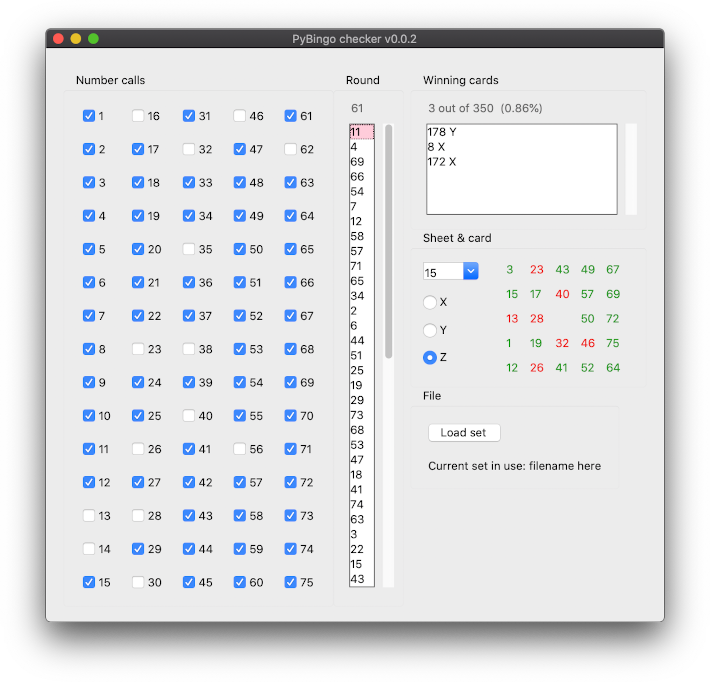 PyBingo checker v0.0.2
Number calls
Round
Winning cards
1 16 31 46 61
2 17 32 47 62
3 18 33 48 63
4 19 34 49 64
5 20 35 50 65
6 21 36 51 66
7 22 37 52 67
8 23 38 53 68
9 24 39 54 69
10 25 40 55 70
11 26 41 56 71
12 27 42 57 72
13 28 43 58 73
14 29 44 59 74
15 30 45 60 75
61
11
4
69
66
54
7
12
58
57
71
65
34
2
6
44
51
25
19
29
73
68
53
47
18
41
74
63
3
22
15
43
3 out of 350 (0.86%)
178 Y
8 X
172 X
Sheet & card
15
X
Y
Z
3 23 43 49 67
15 17 40 57 69
13 28 50 72
1 19 32 46 75
12 26 41 52 64
File
Load set
Current set in use: filename here